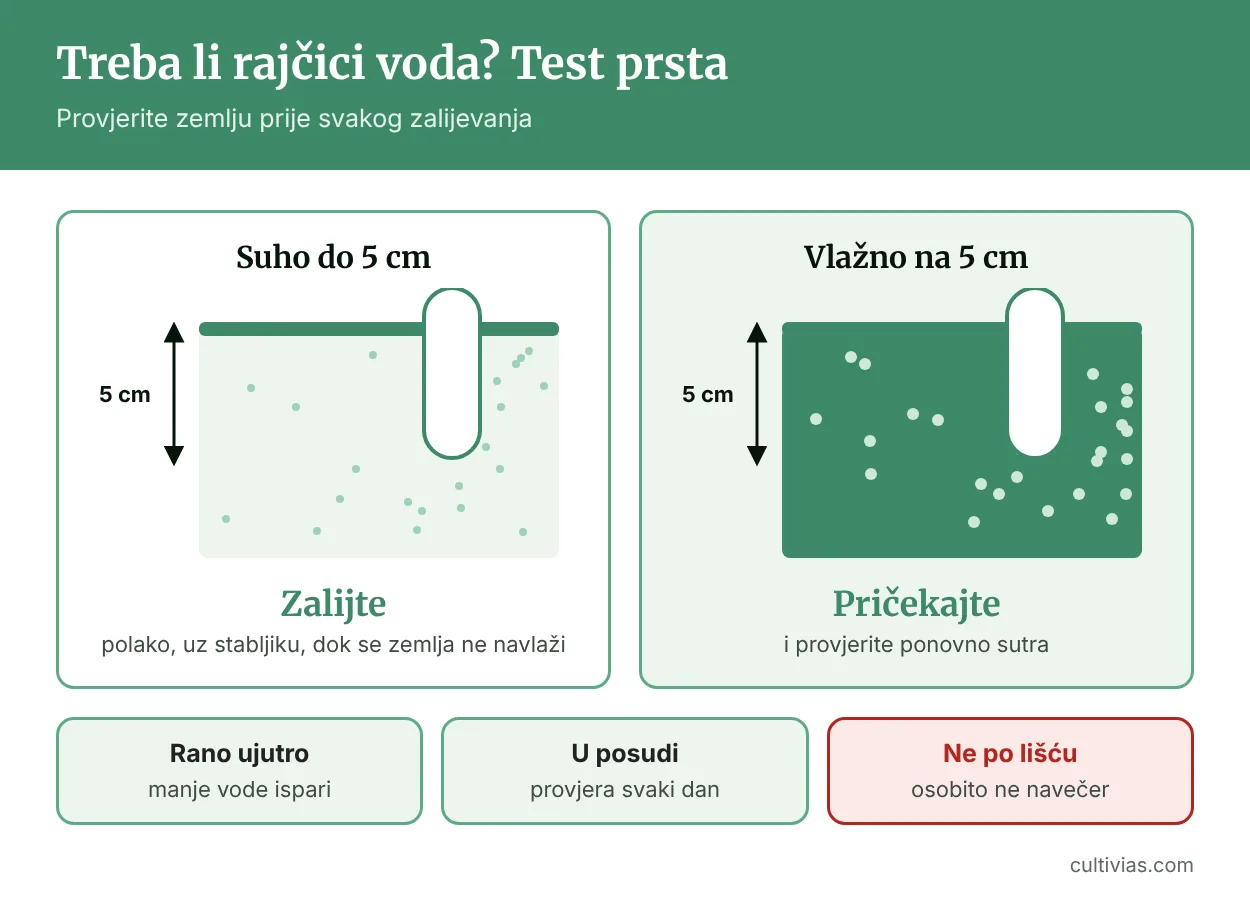 Treba li rajčici voda? Test prsta
Provjerite zemlju prije svakog zalijevanja
Suho do 5 cm
5 cm
Zalijte
polako, uz stabljiku, dok se zemlja ne navlaži
Vlažno na 5 cm
5 cm
Pričekajte
i provjerite ponovno sutra
Rano ujutro
manje vode ispari
U posudi
provjera svaki dan
Ne po lišću
osobito ne navečer
cultivias.com